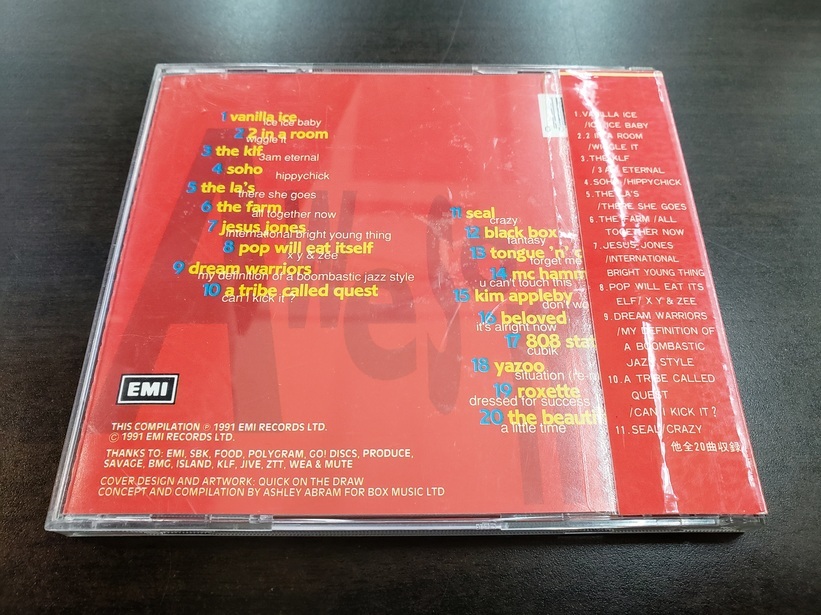 1 vanilla ice
ice ice baby
2 2 in a room
wiggle it
3 the klf
3am eternal
4 soho
hippychick
5 the la's
there she goes
6 the farm
all together now
7 jesus jones
international bright young thing
8 pop will eat itself
x y & zee
9 dream warriors
my definition of a boombastic jazz style
10 a tribe called quest
can i kick it ?
11 seal
crazy
12 black box
fantasy
13 tongue 'n' c
forget me
14 mc hamm
u can't touch this
15 kim appleby
don't wo
16 beloved
it's alright now
17 808 stat
cubik
18 yazoo
situation (re-m
19 roxette
dressed for success
20 the beauti
a little time
EMI
THIS COMPILATION ℗ 1991 EMI RECORDS LTD.
© 1991 EMI RECORDS LTD.
THANKS TO: EMI, SBK, FOOD, POLYGRAM, GO! DISCS, PRODUCE,
SAVAGE, BMG, ISLAND, KLF, JIVE, ZTT, WEA & MUTE
COVER DESIGN AND ARTWORK: QUICK ON THE DRAW
CONCEPT AND COMPILATION BY ASHLEY ABRAM FOR BOX MUSIC LTD
1. VANILLA ICE
/ICE ICE BABY
2. 2 IN A ROOM
/WIGGLE IT
3. THE KLF
/3 AM ETERNAL
4. SOHO/HIPPYCHICK
5. THE LA'S
/THERE SHE GOES
6. THE FARM/ALL
TOGETHER NOW
7. JESUS JONES
/INTERNATIONAL
BRIGHT YOUNG THING
8. POP WILL EAT ITS
ELF/X Y & ZEE
9. DREAM WARRIORS
/MY DEFINITION OF
A BOOMBASTIC
JAZZ STYLE
10. A TRIBE CALLED
QUEST
/CAN I KICK IT?
11. SEAL/CRAZY
他全20曲収録